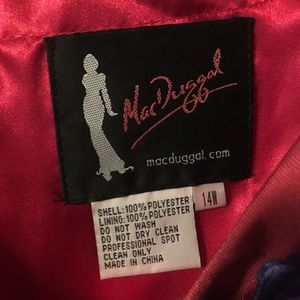 MacDuggal
66
macduggal.com
SHELL:100%POLYESTER
LINING:100%POLYESTER
DO NOT WASH
DO NOT DRY CLEAN
PROFESSIONAL SPOT
CLEAN ONLY
MADE IN CHINA
14W